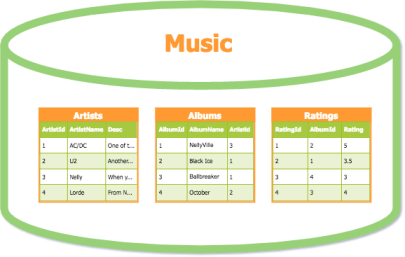 Music
Artists
ArtistId ArtistName Desc
1 AC/DC One of t...
2 U2 Another...
3 Nelly When y...
4 Lorde From N...
Albums
AlbumId AlbumName ArtistId
1 NellyVille 3
2 Black Ice 1
3 Ballbreaker 1
4 October 2
Ratings
RatingId AlbumId Rating
1 2 5
2 1 3.5
3 4 3
4 3 4